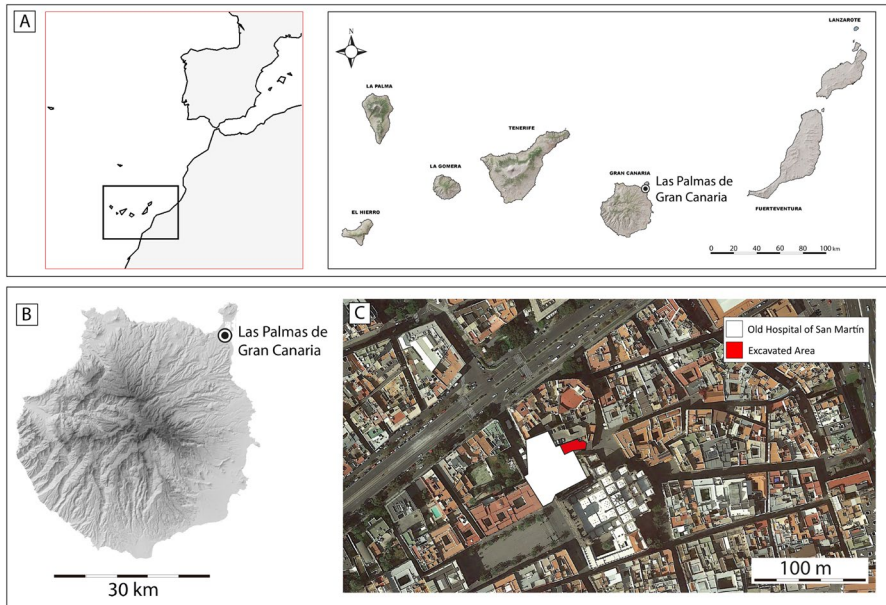 A
LA PALMA
LA GOMERA
EL HIERRO
TENERIFE
GRAN CANARIA
Las Palmas de
Gran Canaria
LANZAROTE
FUERTEVENTURA
0 20 40 60 80 100 km
B
Las Palmas de
Gran Canaria
30 km
C
Old Hospital of San Martín
Excavated Area
100 m